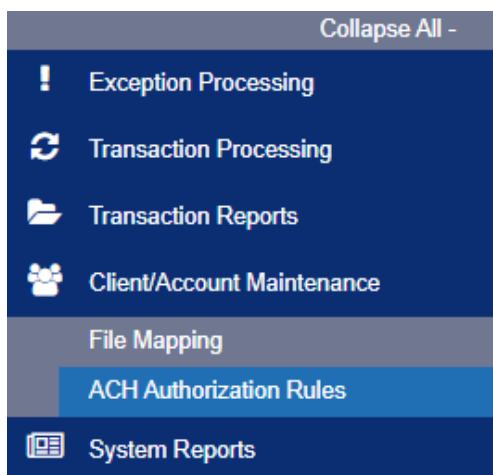 Collapse All -
Exception Processing
Transaction Processing
Transaction Reports
Client/Account Maintenance
File Mapping
ACH Authorization Rules
System Reports